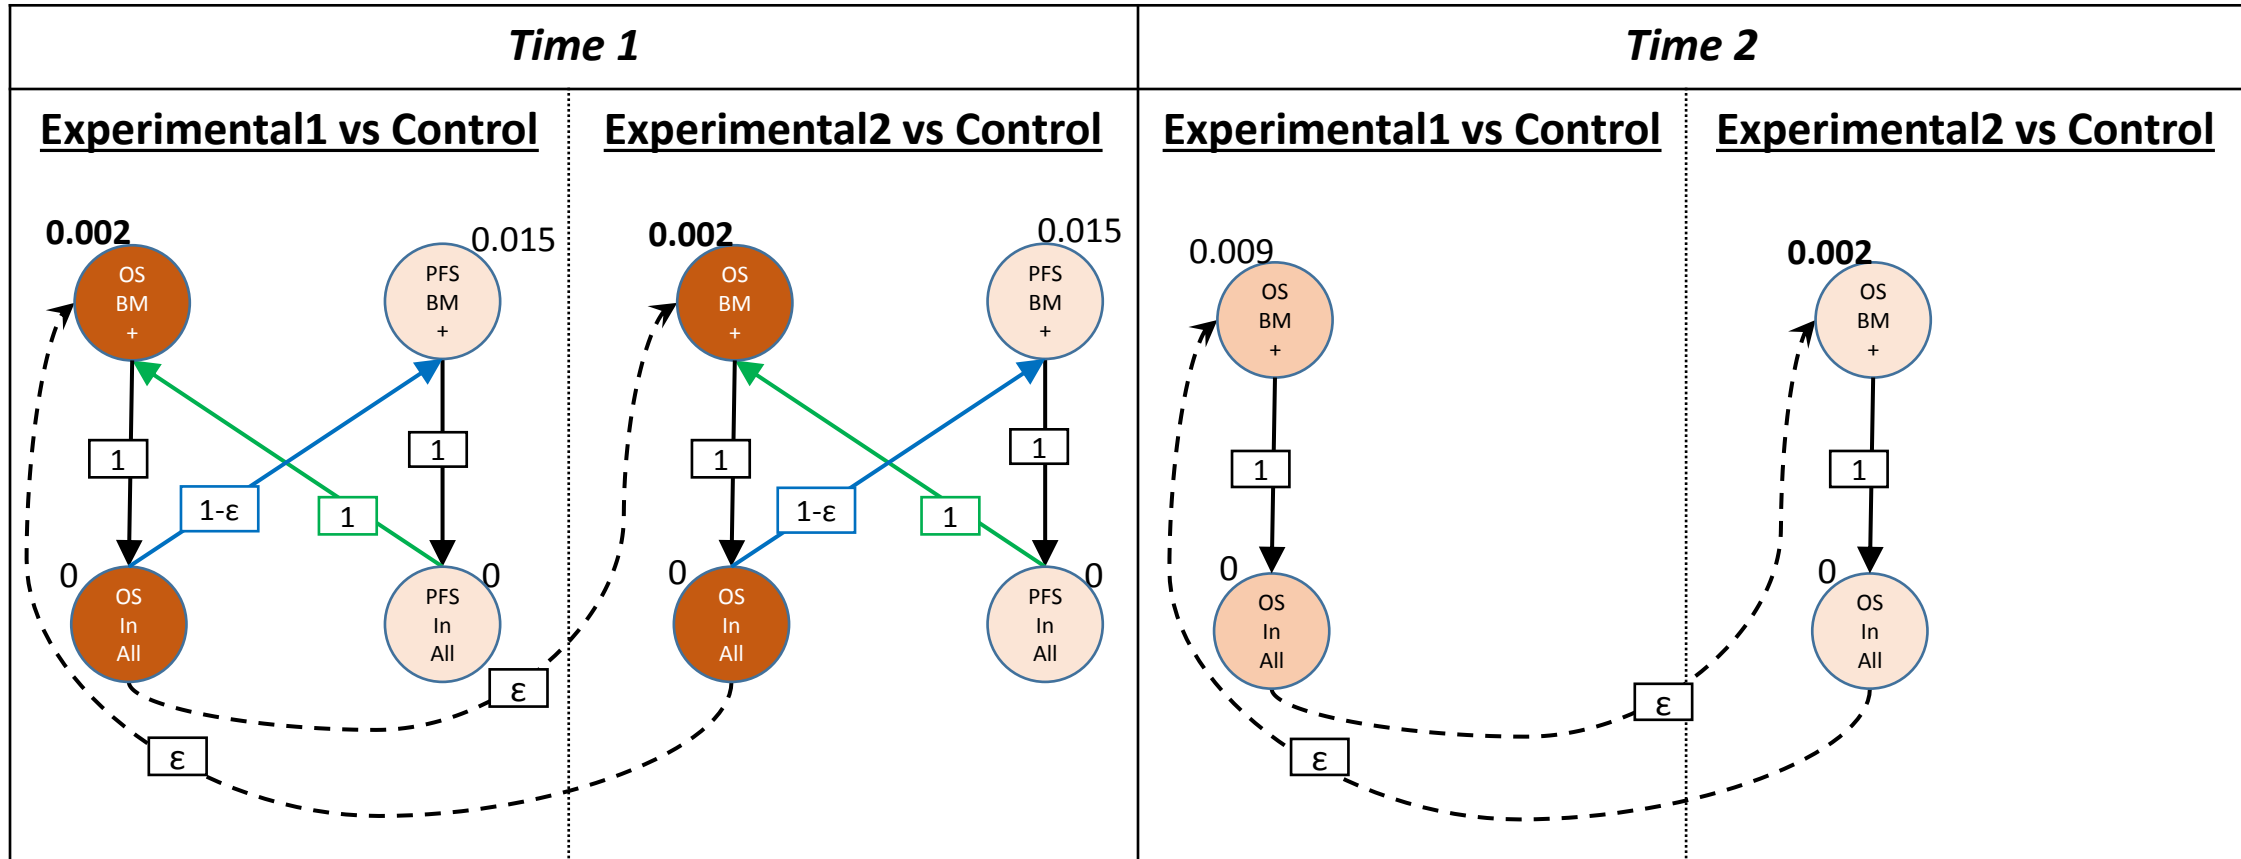 Time 1
Time 2
Experimental1 vs Control
Experimental2 vs Control
Experimental1 vs Control
Experimental2 vs Control
0.002
OS
BM
+
0.015
PFS
BM
+
0.002
OS
BM
+
0.015
PFS
BM
+
0.009
OS
BM
+
0.002
OS
BM
+
1
1
1-ε
1
1
1
1-ε
1
1
1
0
OS
In
All
0
PFS
In
All
0
OS
In
All
0
PFS
In
All
0
OS
In
All
0
OS
In
All
ε
ε
ε
ε